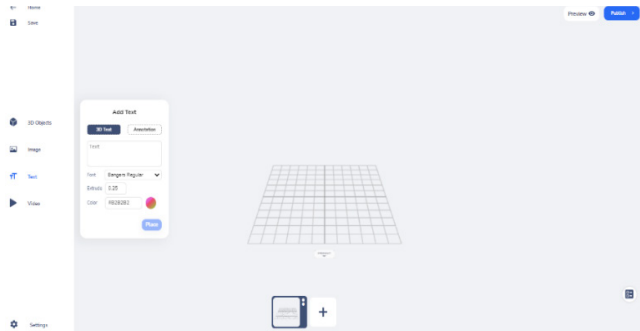 Home
Save
Preview
Publish
Add Text
3D Text
Annotation
Text
3D Objects
Image
Font Bangers Regular
Text
Extrude 0.25
Video
Color
Place
Settings